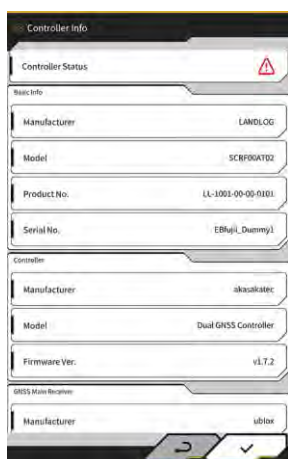 Controller Info
Controller Status
Basic Info
Manufacturer LANDLOG
Model SCRF00AT02
Product No. LL-1001-00-00-0101
Serial No. EBfujii_Dummy1
Controller
Manufacturer akasakatec
Model Dual GNSS Controller
Firmware Ver. v1.7.2
GNSS Main Receiver
Manufacturer ublox